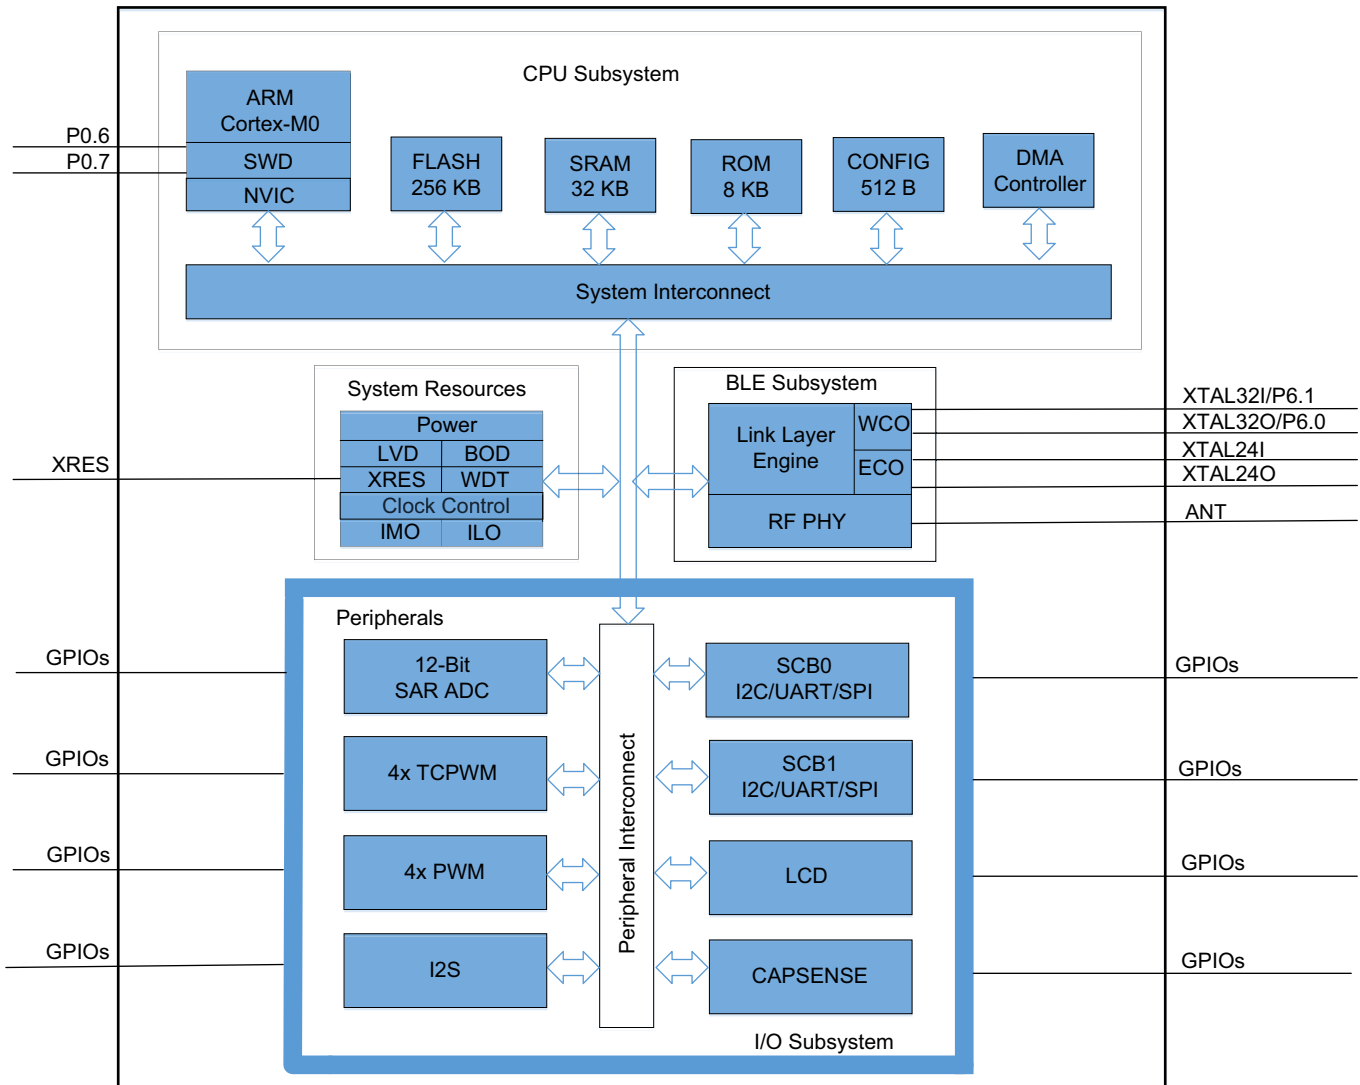 CPU Subsystem
ARM
Cortex-M0
SWD
NVIC
FLASH
256 KB
SRAM
32 KB
ROM
8 KB
CONFIG
512 B
DMA
Controller
P0.6
P0.7
System Interconnect
System Resources
Power
LVD
BOD
XRES
WDT
Clock Control
IMO
ILO
XRES
BLE Subsystem
Link Layer
Engine
WCO
ECO
RF PHY
XTAL32I/P6.1
XTAL32O/P6.0
XTAL24I
XTAL24O
ANT
Peripherals
GPIOs
12-Bit
SAR ADC
SCB0
I2C/UART/SPI
GPIOs
GPIOs
4x TCPWM
SCB1
I2C/UART/SPI
GPIOs
Peripheral Interconnect
GPIOs
4x PWM
LCD
GPIOs
GPIOs
I2S
CAPSENSE
GPIOs
I/O Subsystem